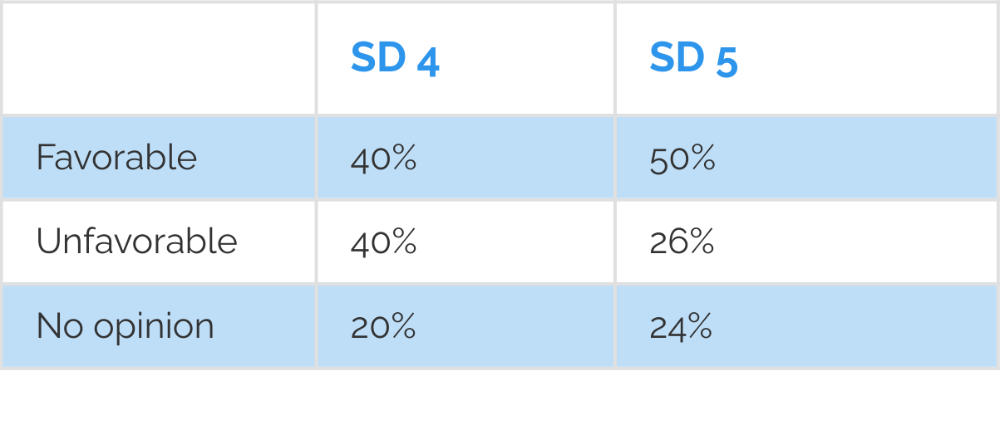 SD 4 SD 5
Favorable 40% 50%
Unfavorable 40% 26%
No opinion 20% 24%